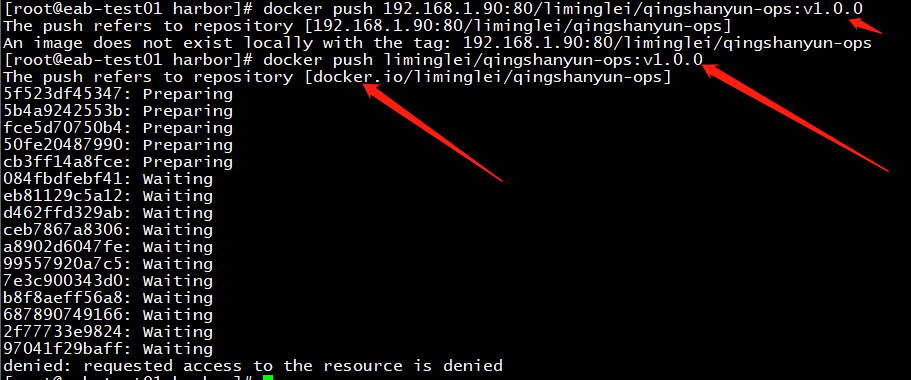 [root@eab-test01 harbor]# docker push 192.168.1.90:80/liminglei/qingshanyun-ops:v1.0.0
The push refers to repository [192.168.1.90:80/liminglei/qingshanyun-ops]
An image does not exist locally with the tag: 192.168.1.90:80/liminglei/qingshanyun-ops
[root@eab-test01 harbor]# docker push liminglei/qingshanyun-ops:v1.0.0
The push refers to repository [docker.io/liminglei/qingshanyun-ops]
5f523df45347: Preparing
5b4a9242553b: Preparing
fce5d70750b4: Preparing
50fe20487990: Preparing
cb3ff14a8fce: Preparing
084fbdfebf41: Waiting
eb81129c5a12: Waiting
d462ffd329ab: Waiting
ceb7867a8306: Waiting
a8902d6047fe: Waiting
99557920a7c5: Waiting
7e3c900343d0: Waiting
b8f8aeff56a8: Waiting
687890749166: Waiting
2f77733e9824: Waiting
97041f29baff: Waiting
denied: requested access to the resource is denied
[root@eab-test01 harbor]#